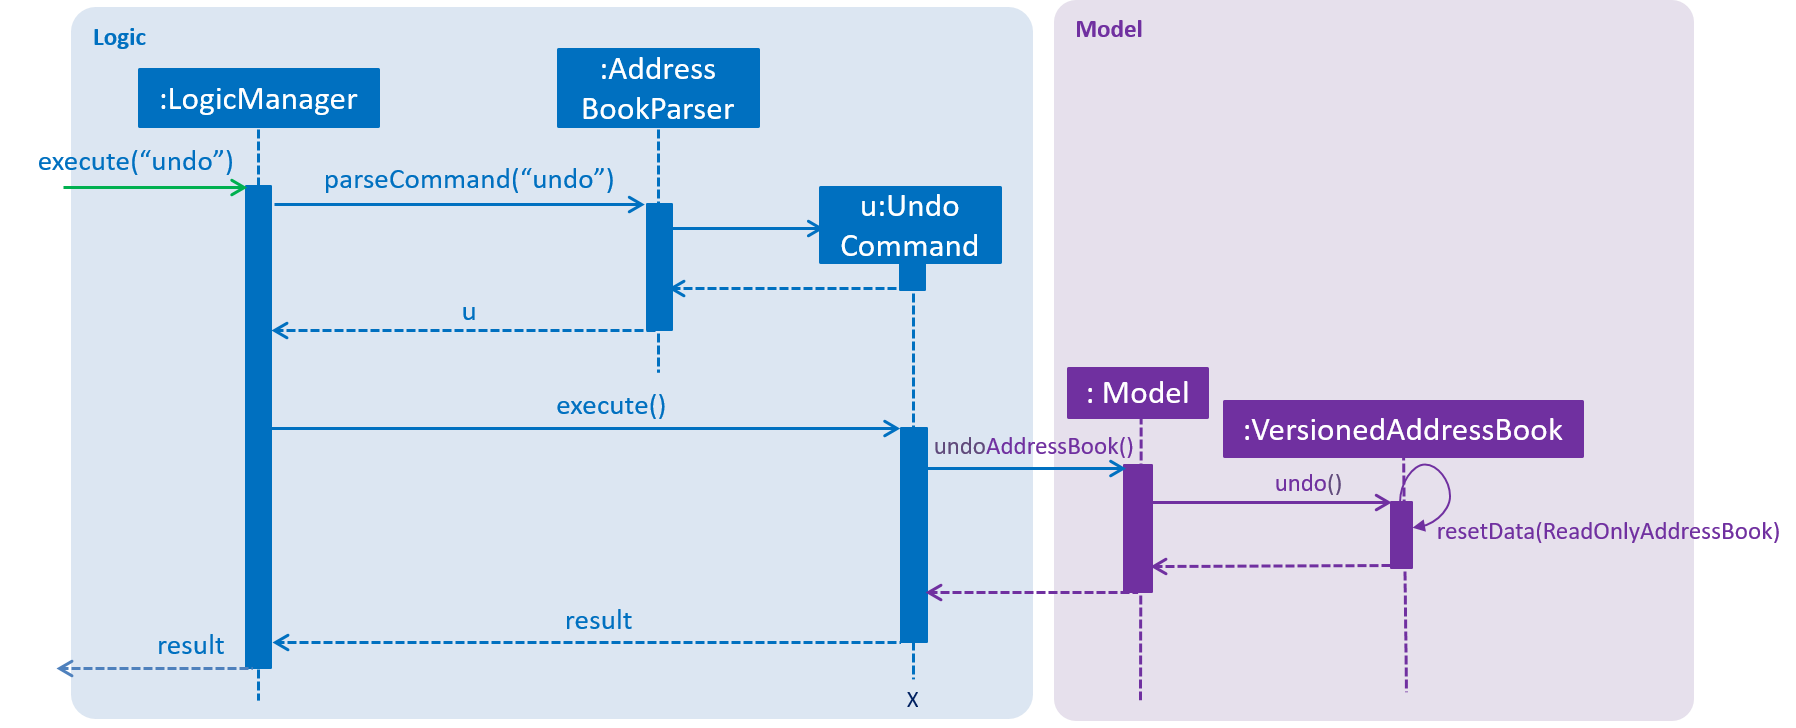 Logic
Model
:Address
BookParser
:LogicManager
execute(“undo”)
parseCommand(“undo”)
u:Undo
Command
u
: Model
execute()
:VersionedAddressBook
undoAddressBook()
undo()
resetData(ReadOnlyAddressBook)
result
result
X